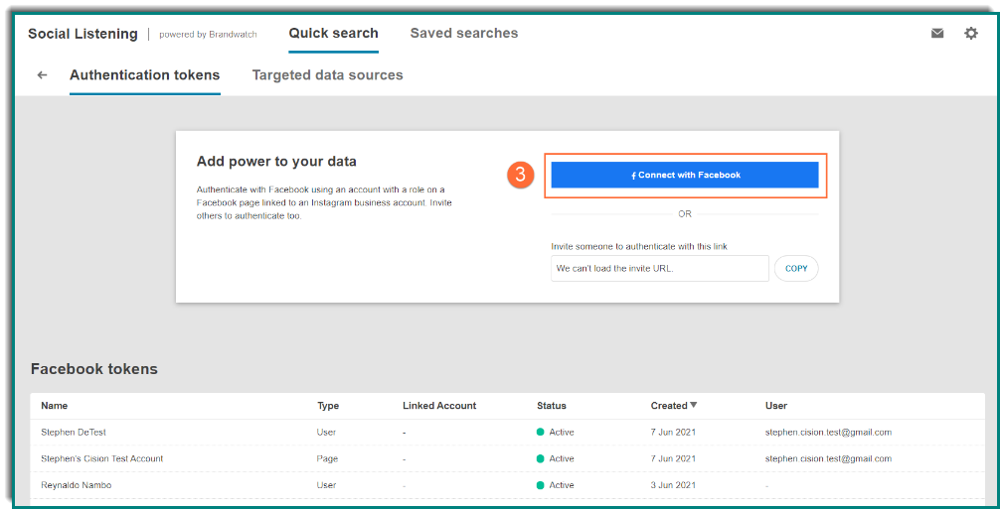 Social Listening powered by Brandwatch Quick search Saved searches
Authentication tokens Targeted data sources
Add power to your data
Authenticate with Facebook using an account with a role on a
Facebook page linked to an Instagram business account. Invite
others to authenticate too.
3
Connect with Facebook
OR
Invite someone to authenticate with this link
We can't load the invite URL. COPY
Facebook tokens
Name Type Linked Account Status Created User
Stephen DeTest User - Active 7 Jun 2021 stephen.cision.test@gmail.com
Stephen's Cision Test Account Page - Active 7 Jun 2021 stephen.cision.test@gmail.com
Reynaldo Nambo User - Active 3 Jun 2021 -